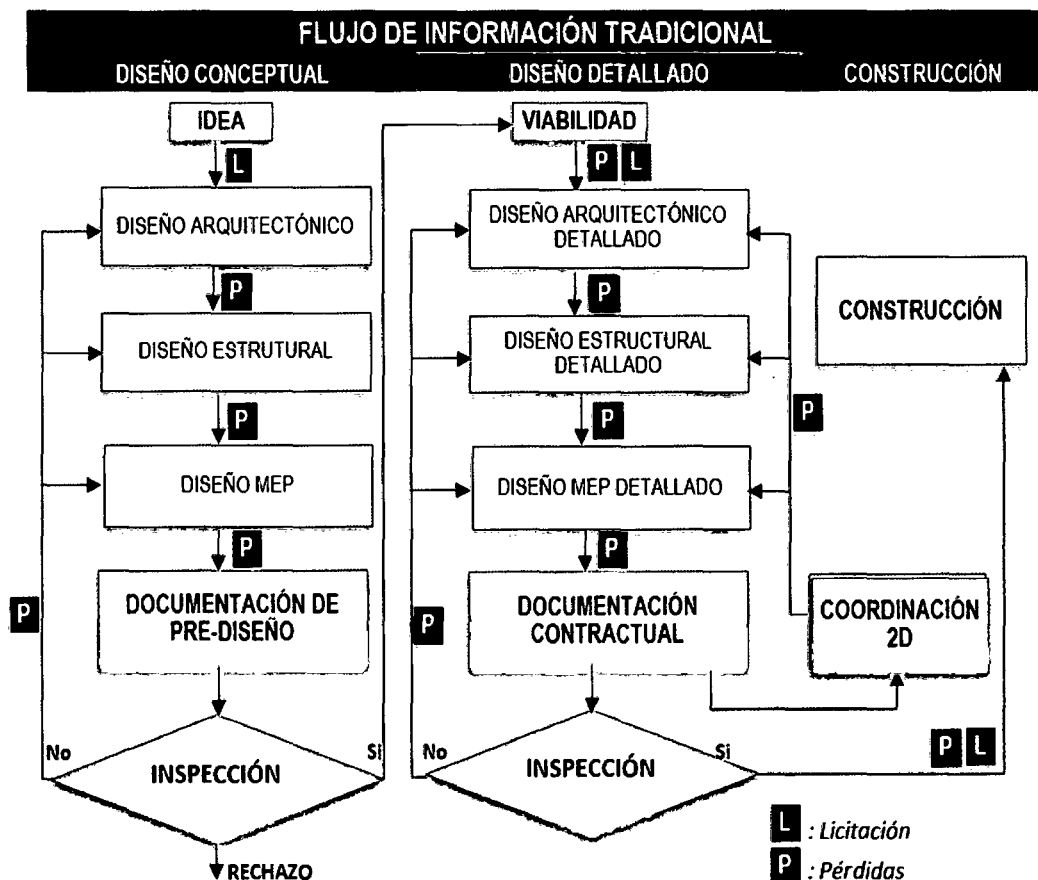 FLUJO DE INFORMACIÓN TRADICIONAL
DISEÑO CONCEPTUAL
DISEÑO DETALLADO
CONSTRUCCIÓN
IDEA
L
DISEÑO ARQUITECTÓNICO
P
DISEÑO ESTRUTURAL
P
DISEÑO MEP
P
DOCUMENTACIÓN DE
PRE-DISEÑO
P
No
Si
INSPECCIÓN
RECHAZO
VIABILIDAD
P L
DISEÑO ARQUITECTÓNICO
DETALLADO
P
DISEÑO ESTRUCTURAL
DETALLADO
P
DISEÑO MEP DETALLADO
P
DOCUMENTACIÓN
CONTRACTUAL
P
No
Si
INSPECCIÓN
P
COORDINACIÓN
2D
CONSTRUCCIÓN
P L
L : Licitación
P : Pérdidas